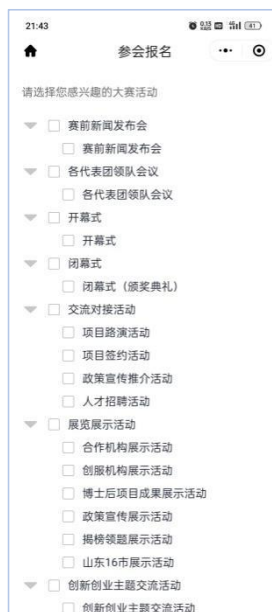 21:43
参会报名
请选择您感兴趣的大赛活动
赛前新闻发布会
赛前新闻发布会
各代表团领队会议
各代表团领队会议
开幕式
开幕式
闭幕式
闭幕式（颁奖典礼）
交流对接活动
项目路演活动
项目签约活动
政策宣传推介活动
人才招聘活动
展览展示活动
合作机构展示活动
创服机构展示活动
博士后项目成果展示活动
政策宣传展示活动
揭榜领题展示活动
山东16市展示活动
创新创业主题交流活动
创新创业主题交流活动